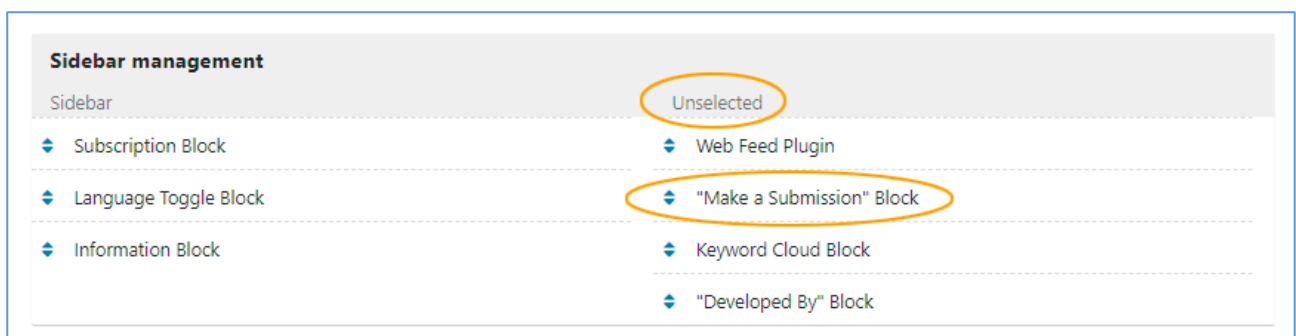 Sidebar management
Sidebar
Unselected
Subscription Block
Web Feed Plugin
Language Toggle Block
"Make a Submission" Block
Information Block
Keyword Cloud Block
"Developed By" Block